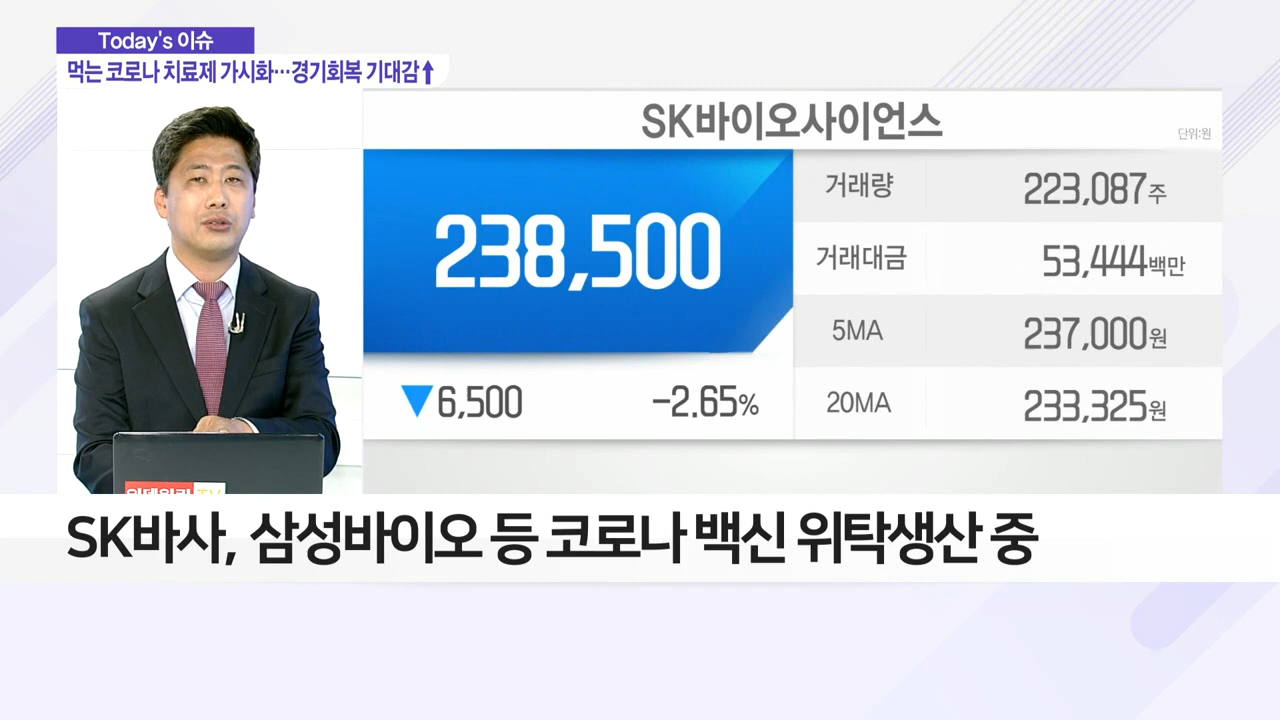 Today's 이슈
먹는 코로나 치료제 가시화…경기회복 기대감↑
SK바이오사이언스
단위:원
238,500
▼6,500 -2.65%
거래량 223,087주
거래대금 53,444백만
5MA 237,000원
20MA 233,325원
TV
SK바사, 삼성바이오 등 코로나 백신 위탁생산 중